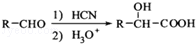 R—CHO 1) HCN 2) H₃O⁺ R—CH—COOH
OH